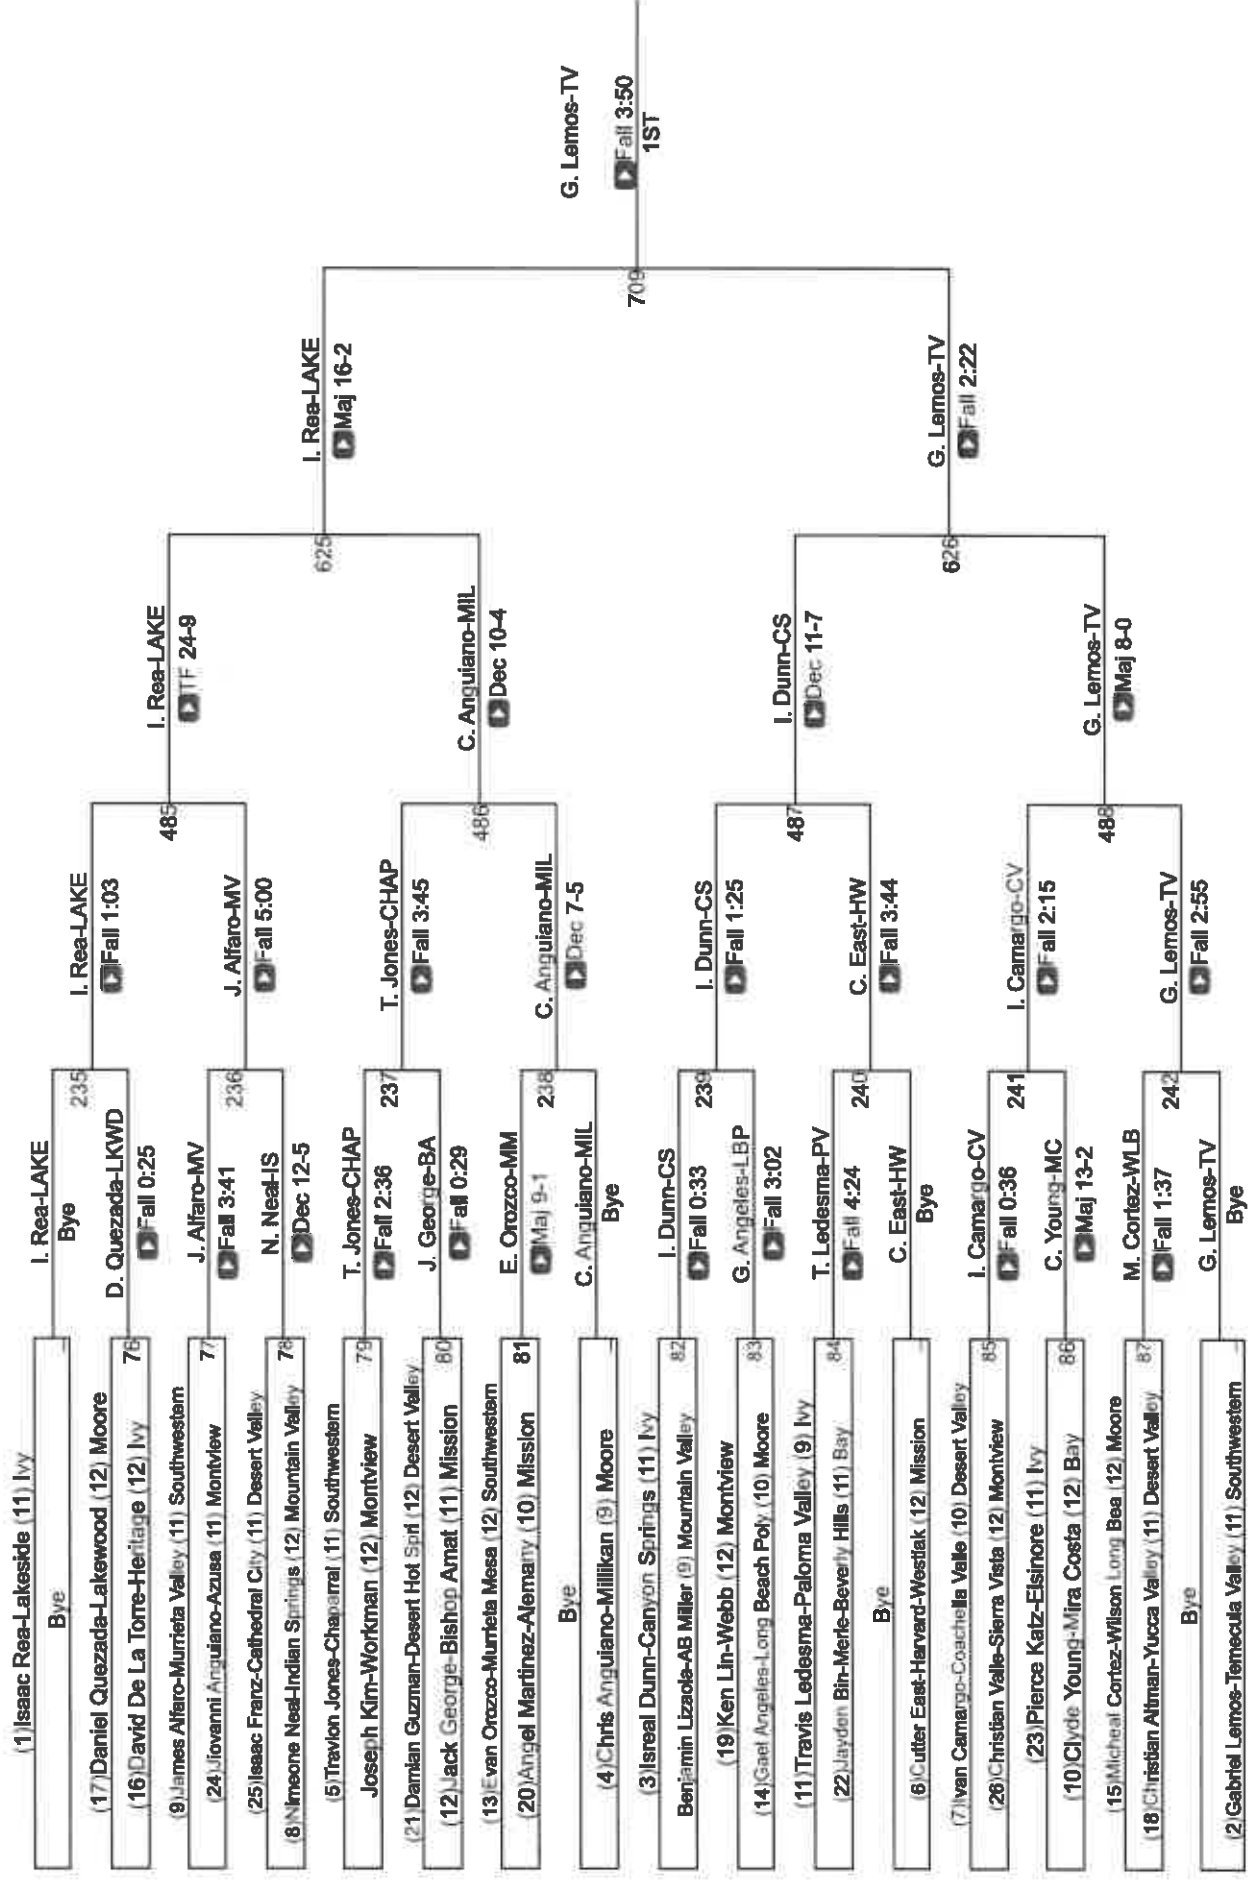 (1)Isaac Rea-Lakeside (11) Ivy
Bye
(17)Daniel Quezada-Lakewood (12) Moore
(16)David De La Torre-Heritage (12) Ivy
76
(9)James Alfaro-Murrieta Valley (11) Southwestern
(24)Jiovanni Anguiano-Azusa (11) Montview
77
(25)Isaac Franz-Cathedral City (11) Desert Valley
(8)Nimeone Neal-Indian Springs (12) Mountain Valley
78
(5)Travion Jones-Chaparral (11) Southwestern
Joseph Kim-Workman (12) Montview
79
(21)Damian Guzman-Desert Hot Spri (12) Desert Valley
(12)Jack George-Bishop Amat (11) Mission
80
(13)Evan Orozco-Murrieta Mesa (12) Southwestern
(20)Angel Martinez-Alemany (10) Mission
81
Bye
(4)Chris Anguiano-Millikan (9) Moore
(3)Isreal Dunn-Canyon Springs (11) Ivy
Benjamin Lizzaola-AB Miller (9) Mountain Valley
82
(19)Ken Lin-Webb (12) Montview
(14)Gael Angeles-Long Beach Poly (10) Moore
83
(11)Travis Ledesma-Paloma Valley (9) Ivy
(22)Jayden Bin-Merle-Beverly Hills (11) Bay
84
Bye
(6)Cutter East-Harvard-Westlak (12) Mission
(7)Ivan Camargo-Coachella Valle (10) Desert Valley
(26)Christian Valle-Sierra Vista (12) Montview
85
(23)Pierce Katz-Elsinore (11) Ivy
(10)Clyde Young-Mira Costa (12) Bay
86
(15)Micheal Cortez-Wilson Long Bea (12) Moore
(18)Christian Altman-Yucca Valley (11) Desert Valley
87
Bye
(2)Gabriel Lemos-Temecula Valley (11) Southwestern
I. Rea-LAKE
Bye
235
D. Quezada-LKWD
Fall 0:25
J. Alfaro-MV
Fall 3:41
236
N. Neal-IS
Dec 12-5
T. Jones-CHAP
Fall 2:36
237
J. George-BA
Fall 0:29
E. Orozco-MM
Maj 9-1
238
C. Anguiano-MIL
Bye
I. Dunn-CS
Fall 0:33
239
G. Angeles-LBP
Fall 3:02
T. Ledesma-PV
Fall 4:24
240
C. East-HW
Bye
I. Camargo-CV
Fall 0:36
241
C. Young-MC
Maj 13-2
M. Cortez-WLB
Fall 1:37
242
G. Lemos-TV
Bye
I. Rea-LAKE
Fall 1:03
485
J. Alfaro-MV
Fall 5:00
T. Jones-CHAP
Fall 3:45
486
C. Anguiano-MIL
Dec 7-5
I. Dunn-CS
Fall 1:25
487
C. East-HW
Fall 3:44
I. Camargo-CV
Fall 2:15
488
G. Lemos-TV
Fall 2:55
I. Rea-LAKE
TF 24-9
625
C. Anguiano-MIL
Dec 10-4
I. Dunn-CS
Dec 11-7
626
G. Lemos-TV
Maj 8-0
I. Rea-LAKE
Maj 16-2
709
G. Lemos-TV
Fall 2:22
G. Lemos-TV
Fall 3:50
1ST